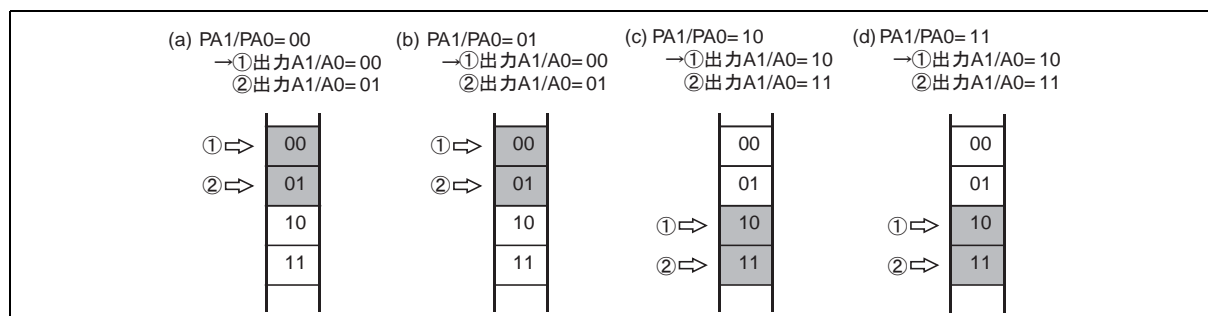 (a) PA1/PA0=00
→①出力A1/A0=00
②出力A1/A0=01
①⇨ 00
②⇨ 01
10
11
(b) PA1/PA0=01
→①出力A1/A0=00
②出力A1/A0=01
①⇨ 00
②⇨ 01
10
11
(c) PA1/PA0=10
→①出力A1/A0=10
②出力A1/A0=11
00
01
①⇨ 10
②⇨ 11
(d) PA1/PA0=11
→①出力A1/A0=10
②出力A1/A0=11
00
01
①⇨ 10
②⇨ 11